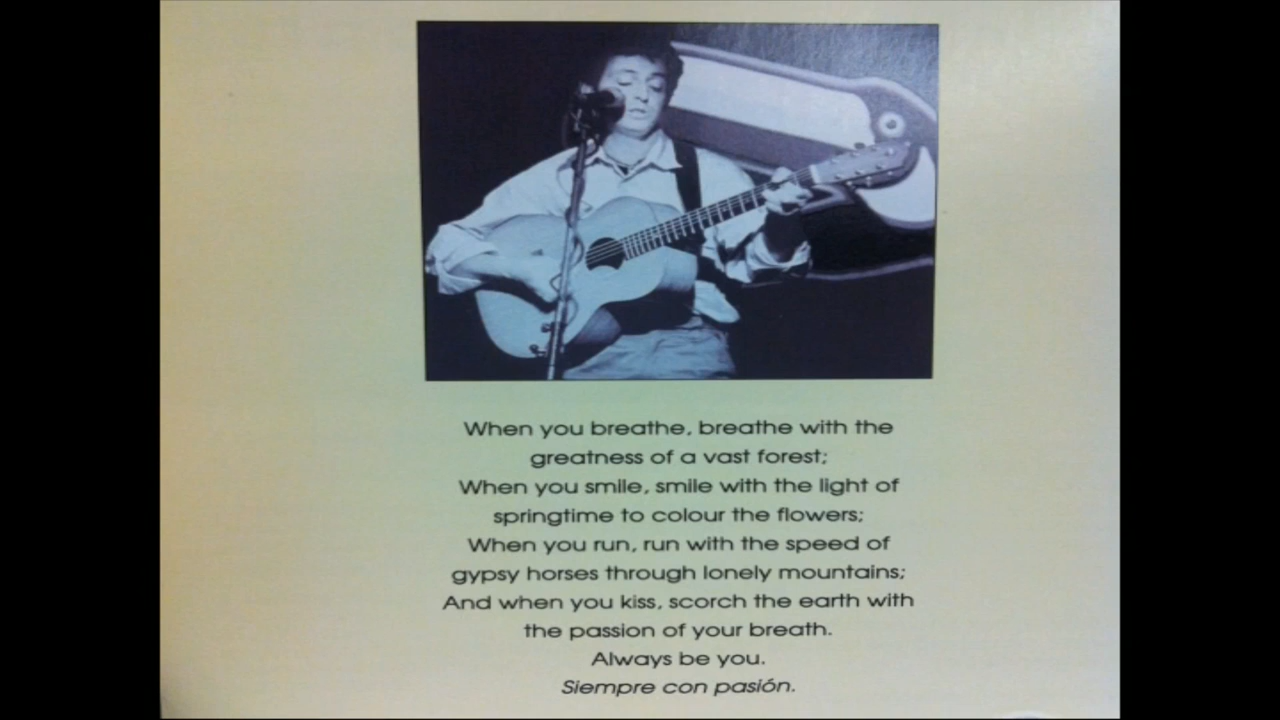 When you breathe, breathe with the
greatness of a vast forest;
When you smile, smile with the light of
springtime to colour the flowers;
When you run, run with the speed of
gypsy horses through lonely mountains;
And when you kiss, scorch the earth with
the passion of your breath.
Always be you.
Siempre con pasión.